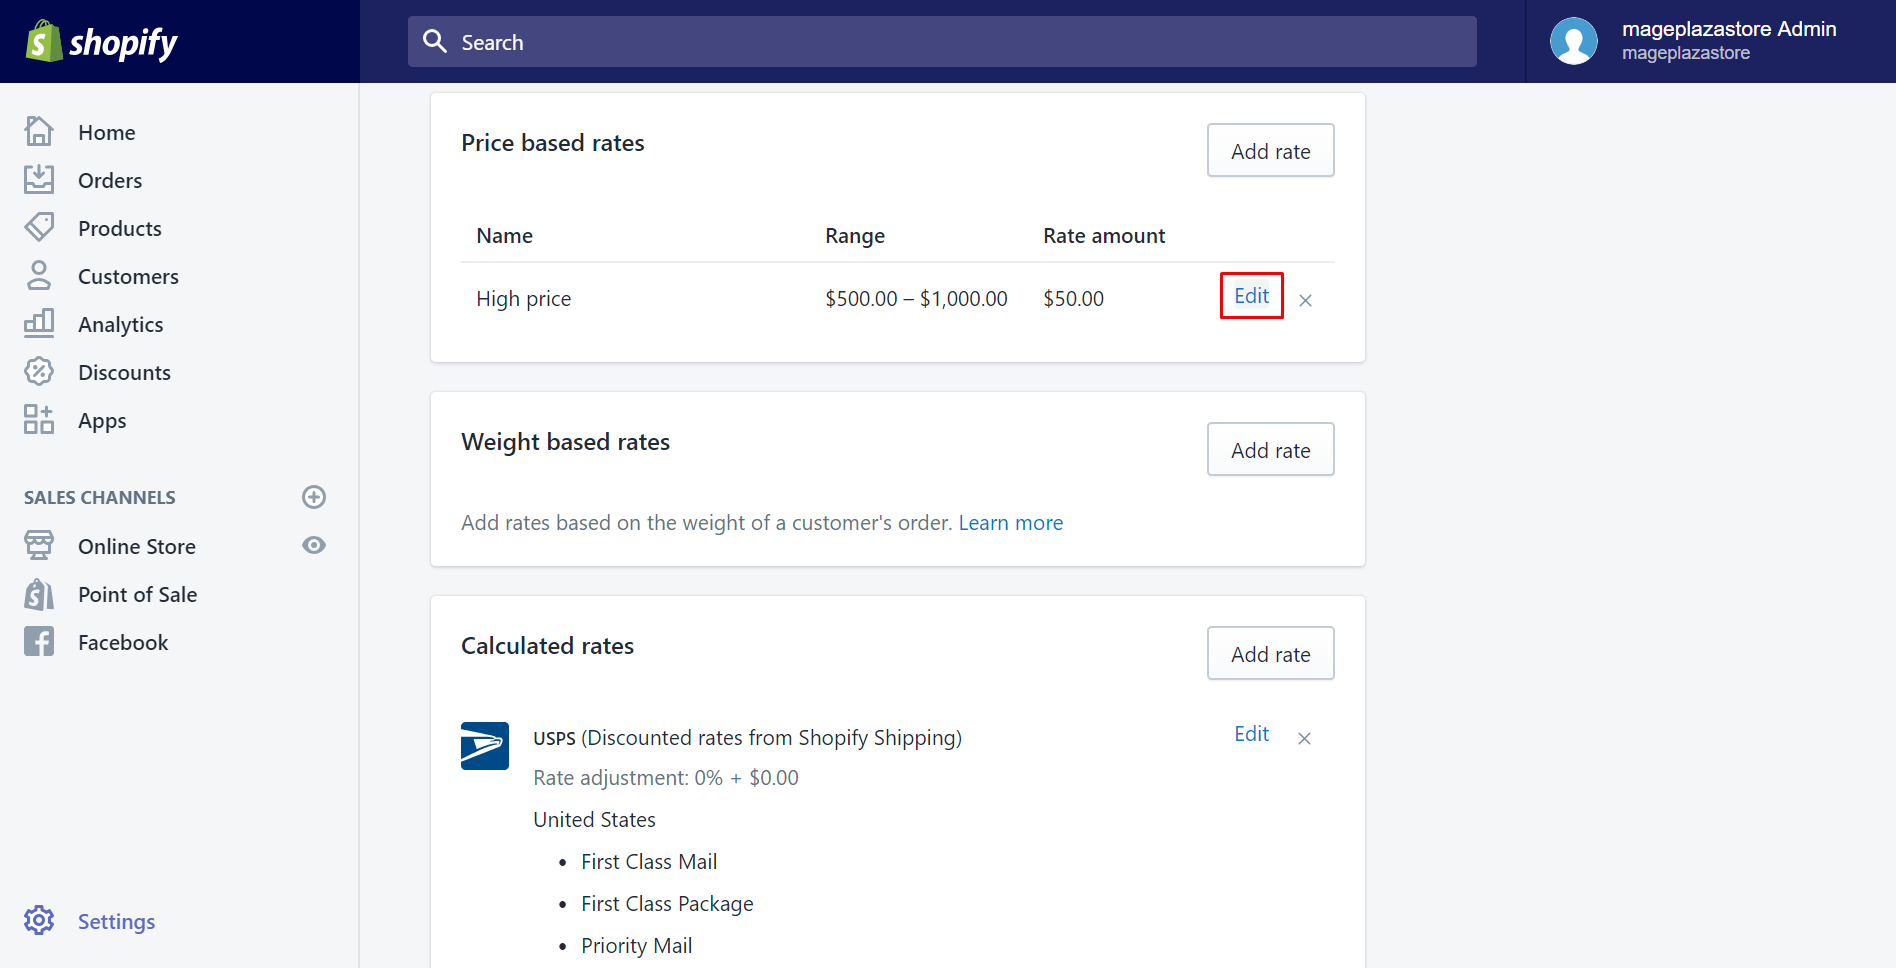 shopify
Search
mageplazastore Admin
mageplazastore
Home
Orders
Products
Customers
Analytics
Discounts
Apps
SALES CHANNELS
Online Store
Point of Sale
Facebook
Settings
Price based rates
Add rate
Name Range Rate amount
High price $500.00 – $1,000.00 $50.00 Edit ×
Weight based rates
Add rate
Add rates based on the weight of a customer's order. Learn more
Calculated rates
Add rate
USPS (Discounted rates from Shopify Shipping) Edit ×
Rate adjustment: 0% + $0.00
United States
• First Class Mail
• First Class Package
• Priority Mail